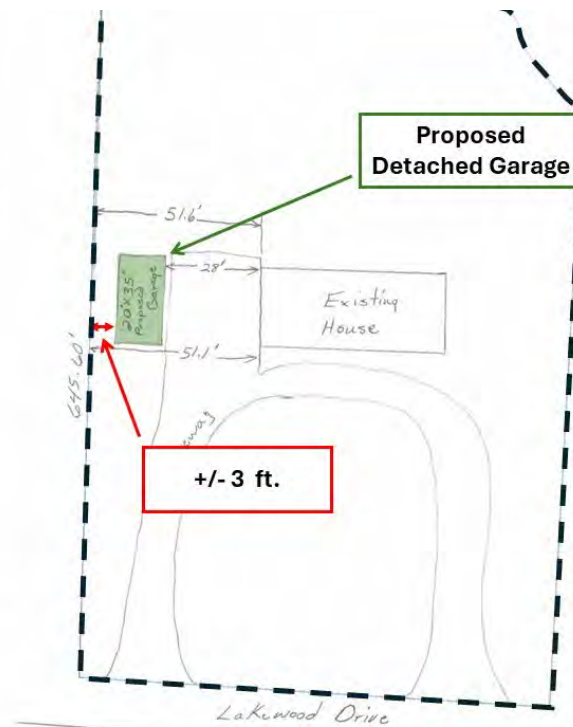 Proposed
Detached Garage
51.6'
28'
20'x35'
Proposed
Garage
Existing
House
51.1'
645.60'
+/- 3 ft.
Lakewood Drive